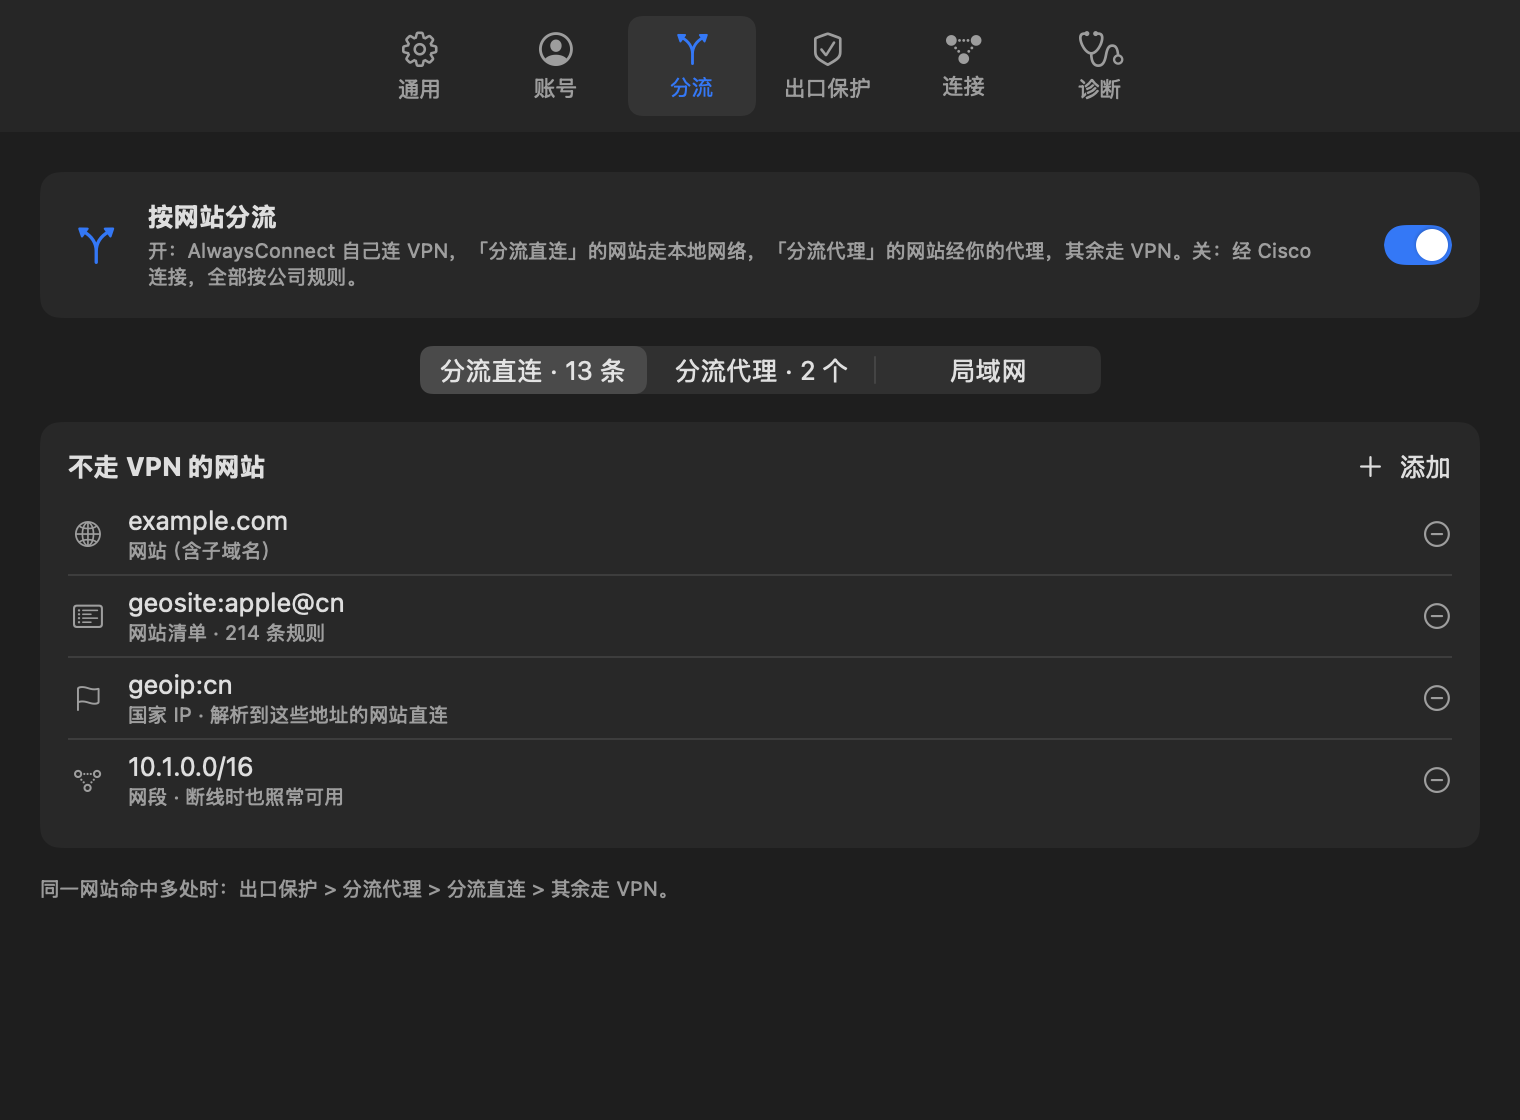 通用
账号
分流
出口保护
连接
诊断
按网站分流
开：AlwaysConnect 自己连 VPN，「分流直连」的网站走本地网络，「分流代理」的网站经你的代理，其余走 VPN。关：经 Cisco
连接，全部按公司规则。
分流直连 · 13 条
分流代理 · 2 个
局域网
不走 VPN 的网站
添加
example.com
网站 (含子域名)
geosite:apple@cn
网站清单 · 214 条规则
geoip:cn
国家 IP · 解析到这些地址的网站直连
10.1.0.0/16
网段 · 断线时也照常可用
同一网站命中多处时：出口保护 > 分流代理 > 分流直连 > 其余走 VPN。